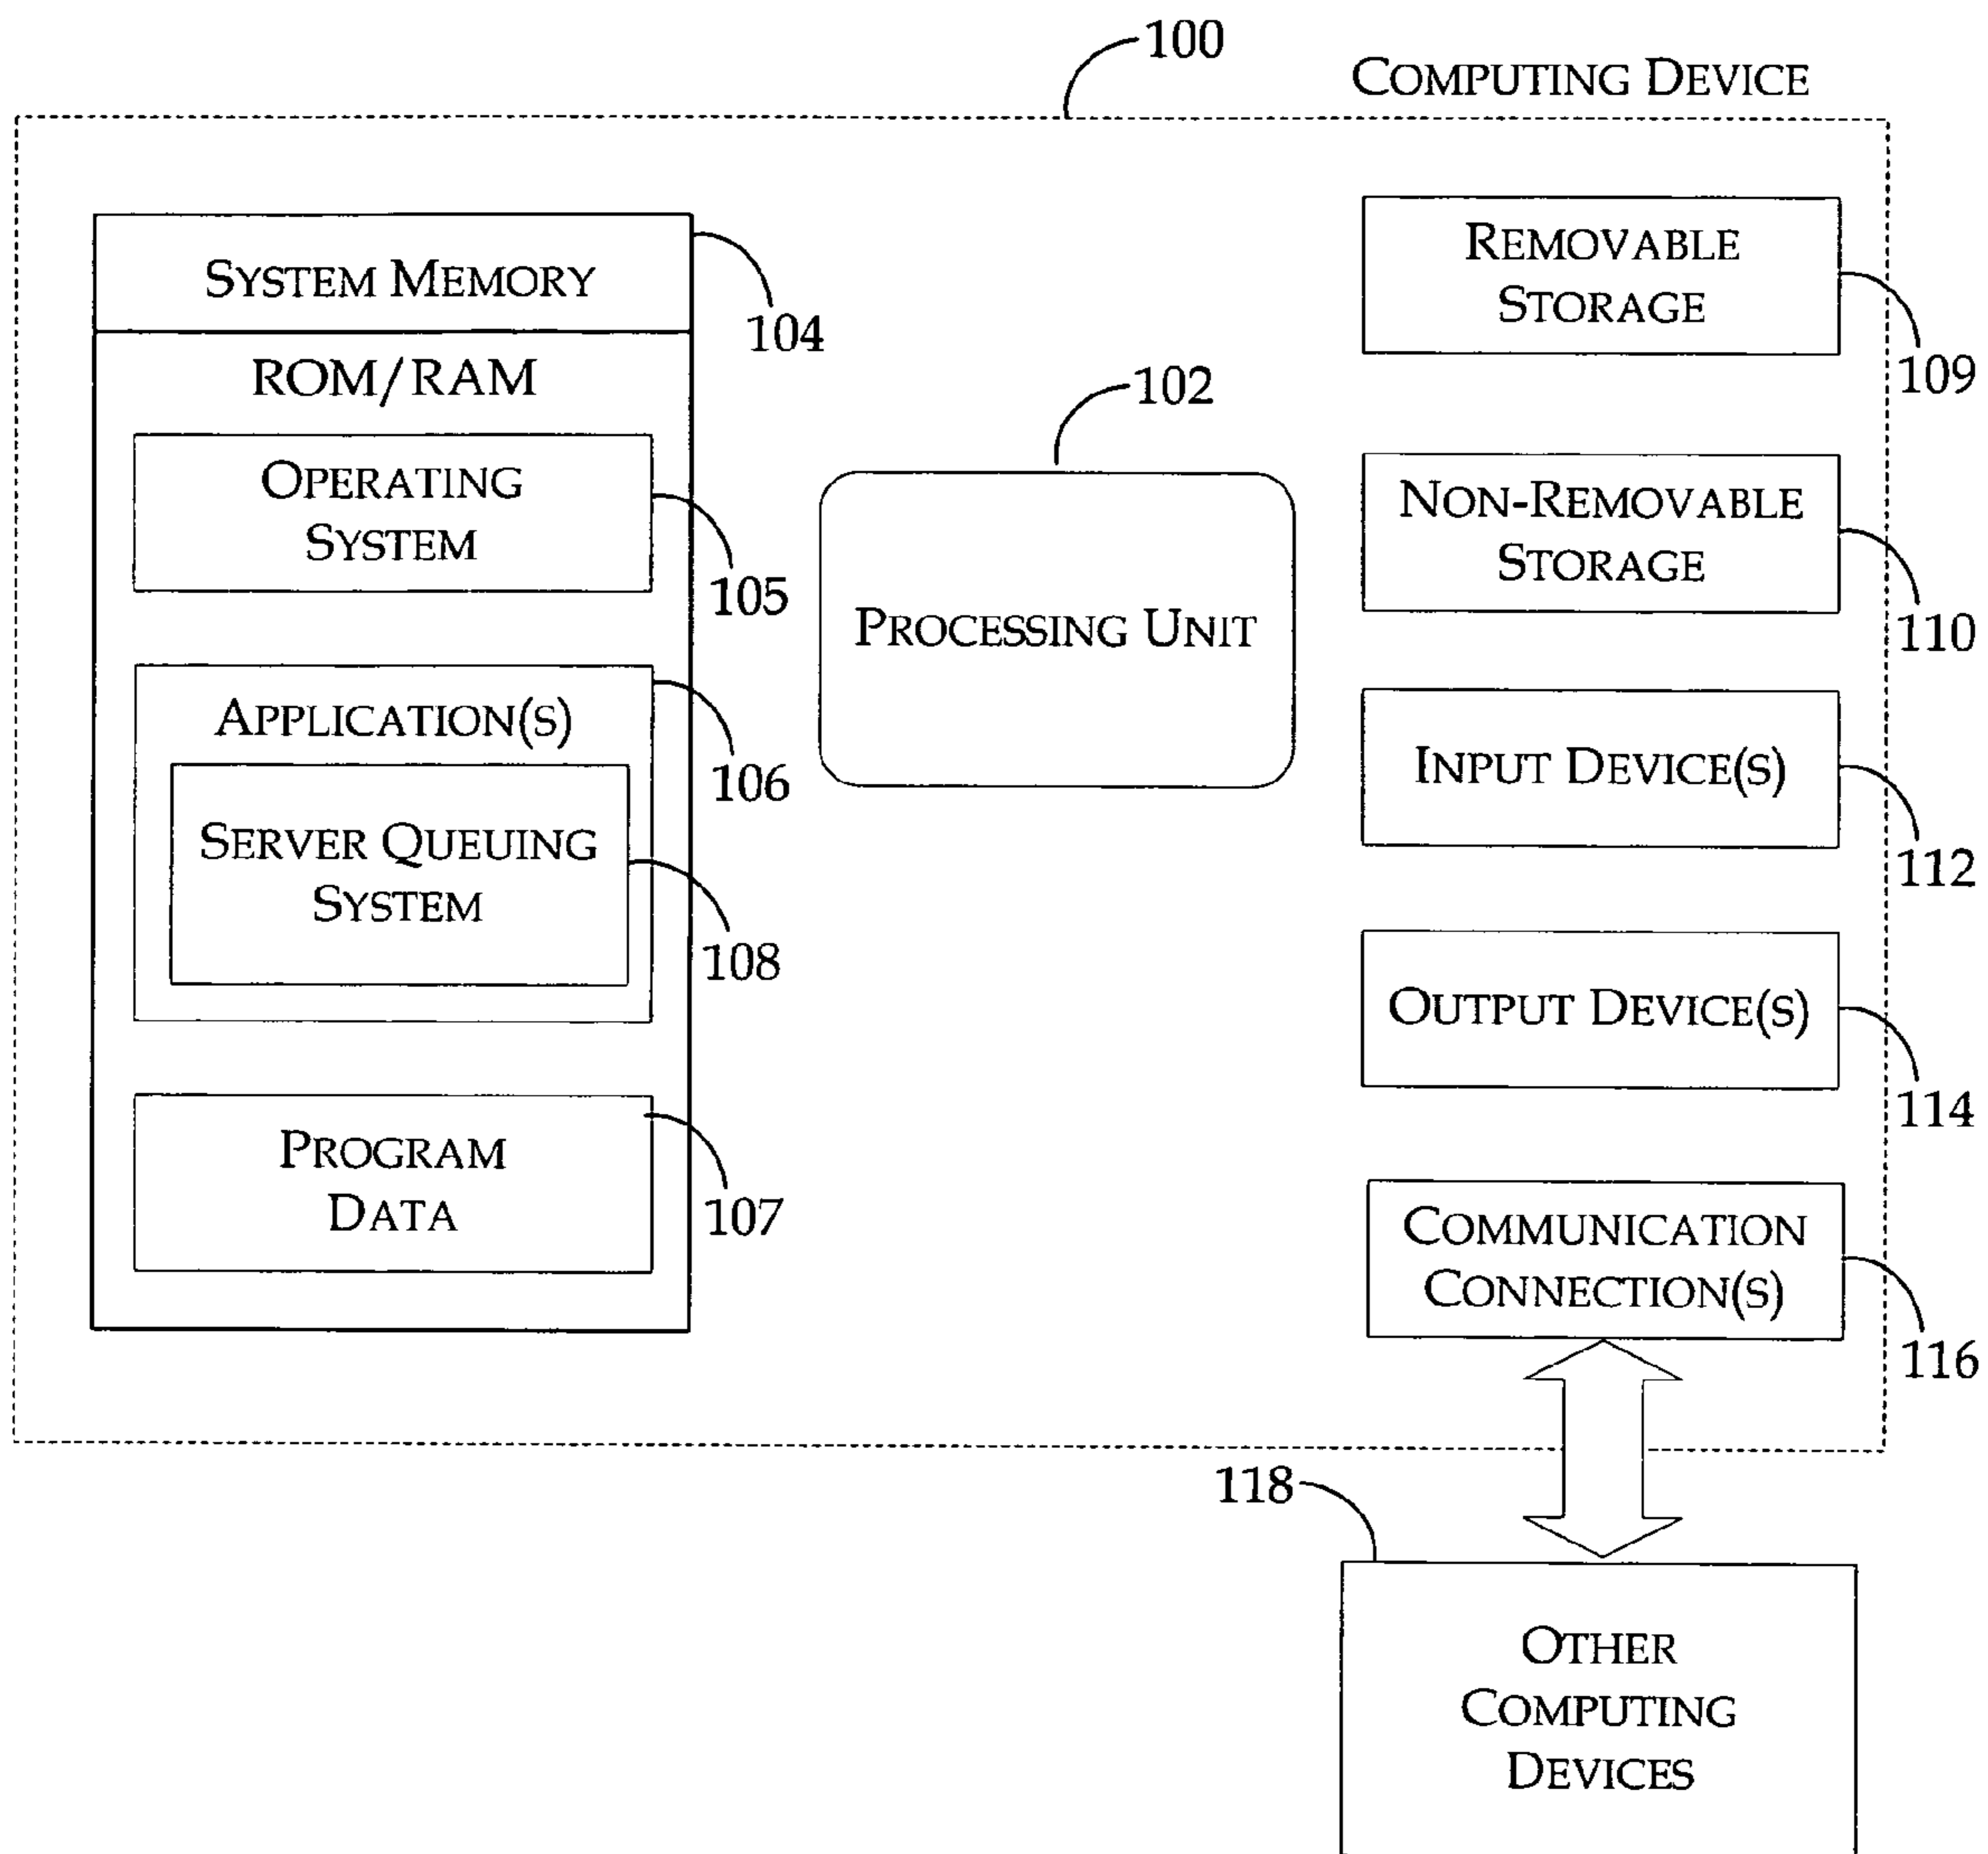 100
COMPUTING DEVICE
SYSTEM MEMORY
104
ROM/RAM
OPERATING
SYSTEM
105
APPLICATION(S)
106
SERVER QUEUING
SYSTEM
108
PROGRAM
DATA
107
102
PROCESSING UNIT
REMOVABLE
STORAGE
109
NON-REMOVABLE
STORAGE
110
INPUT DEVICE(S)
112
OUTPUT DEVICE(S)
114
COMMUNICATION
CONNECTION(S)
116
118
OTHER
COMPUTING
DEVICES